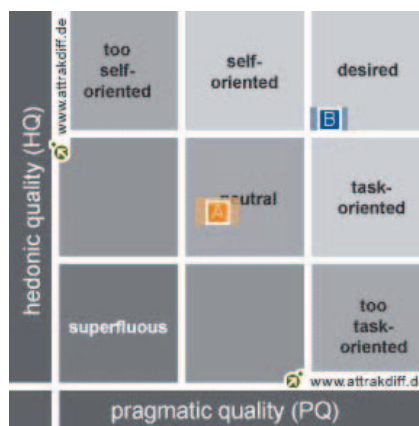 hedonic quality (HQ)
www.attrakdiff.de
too
self-
oriented
self-
oriented
desired
B
A
neutral
task-
oriented
superfluous
too
task-
oriented
www.attrakdiff.de
pragmatic quality (PQ)